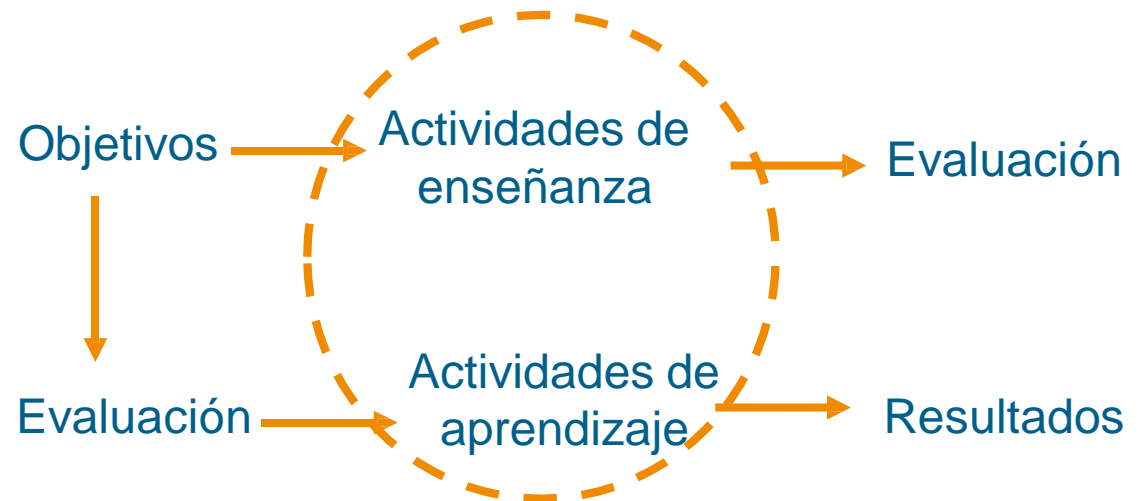 Objetivos
Actividades de
enseñanza
Evaluación
Evaluación
Actividades de
aprendizaje
Resultados